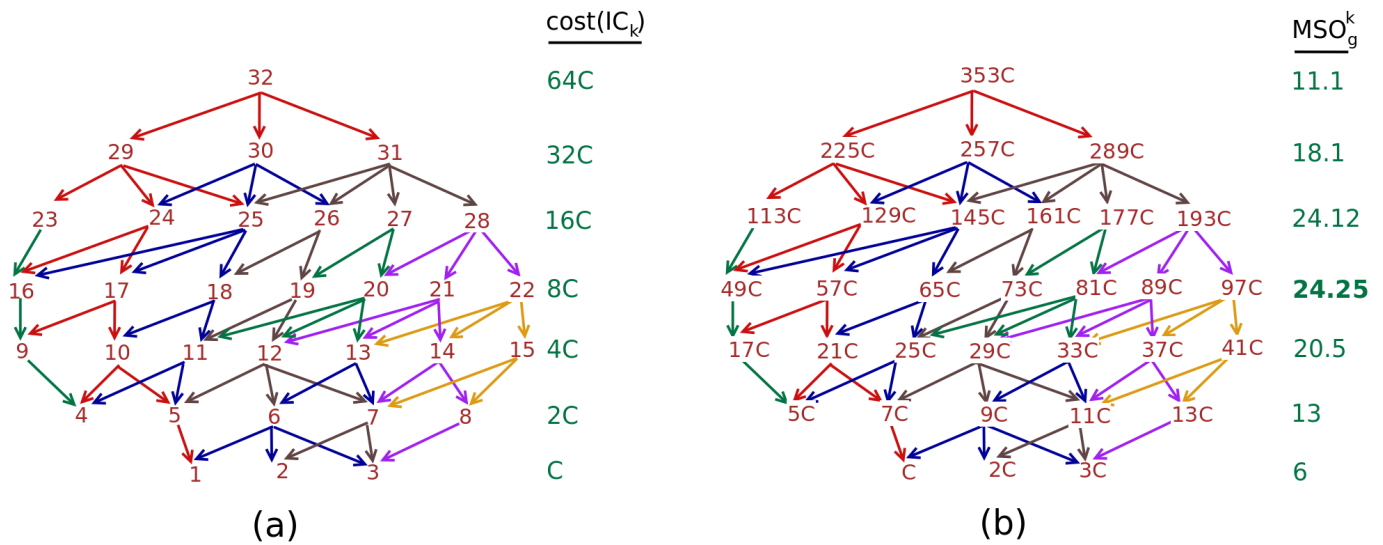 cost(ICk)
MSOgk
32 64C
353C 11.1
29 30 31 32C
225C 257C 289C 18.1
23 24 25 26 27 28 16C
113C 129C 145C 161C 177C 193C 24.12
16 17 18 19 20 21 22 8C
49C 57C 65C 73C 81C 89C 97C 24.25
9 10 11 12 13 14 15 4C
17C 21C 25C 29C 33C 37C 41C 20.5
4 5 6 7 8 2C
5C 7C 9C 11C 13C 13
1 2 3 C
C 2C 3C 6
(a)
(b)